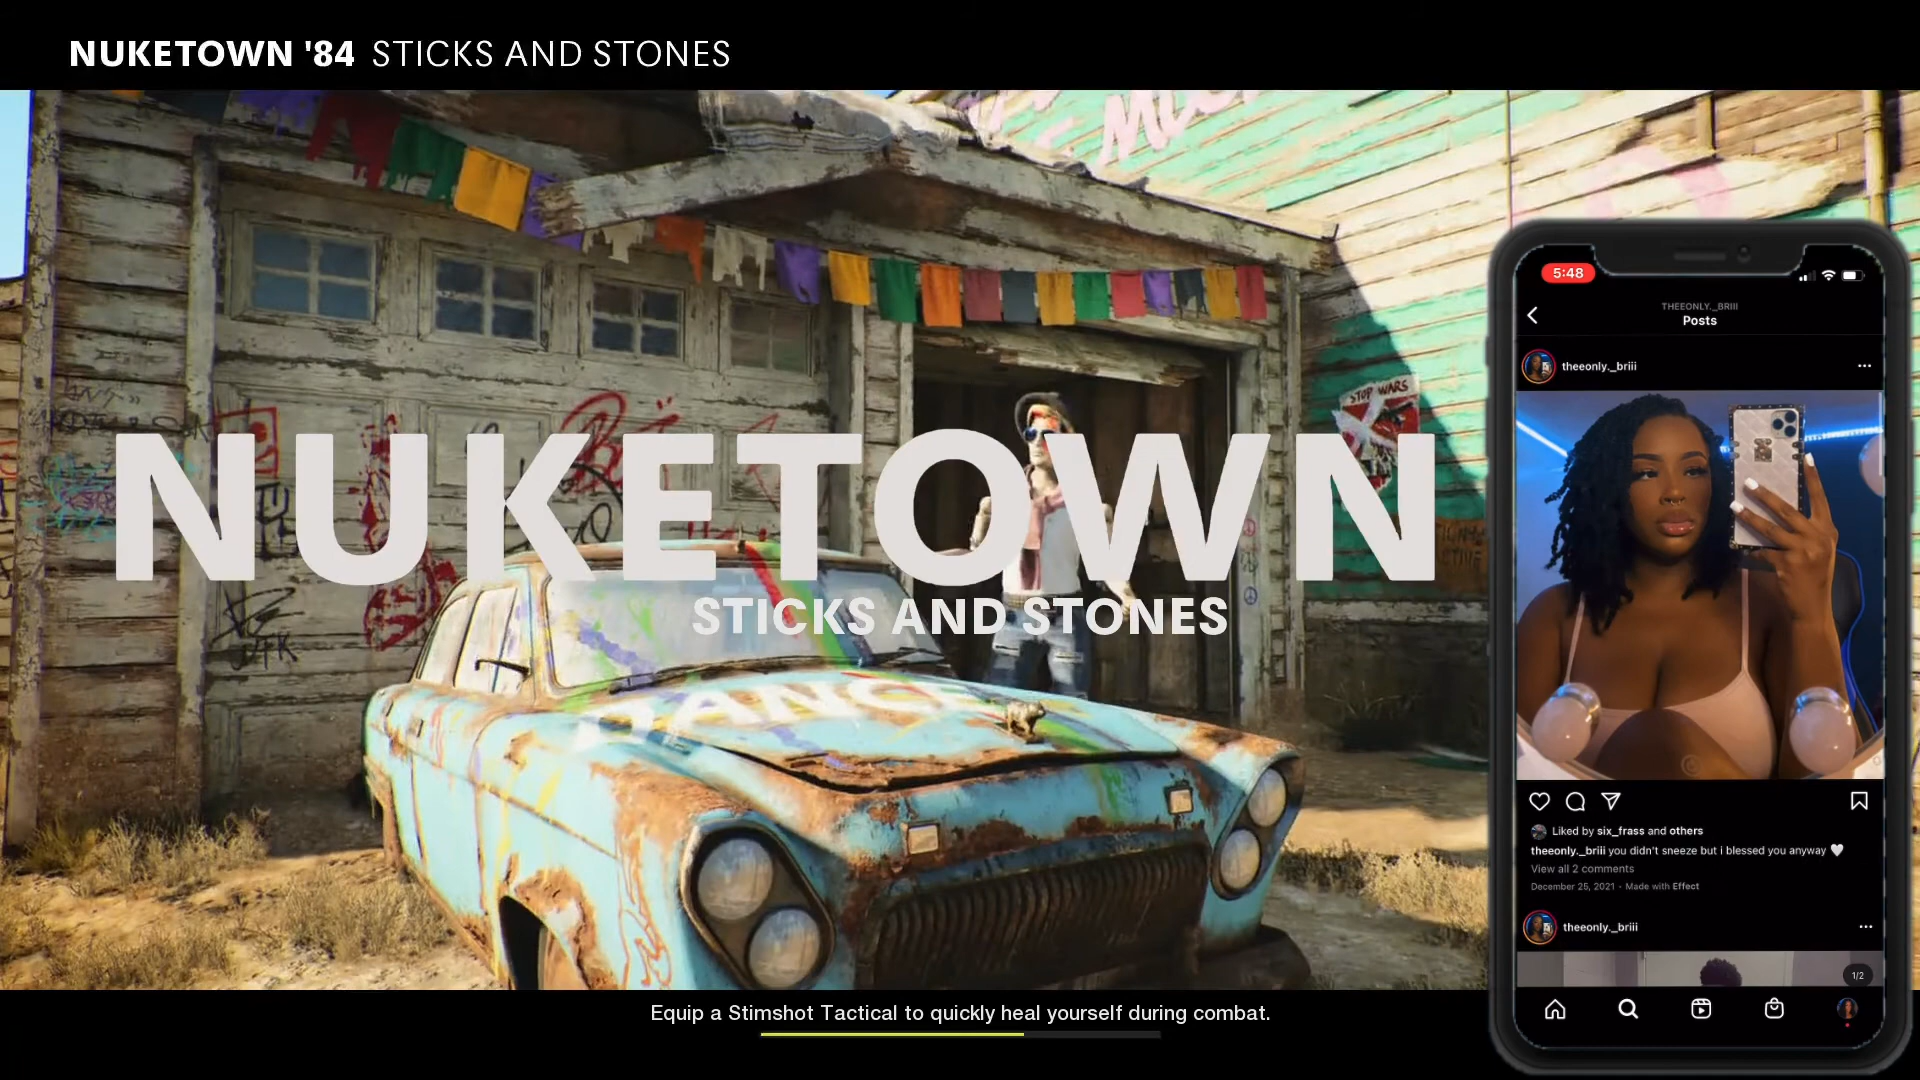 NUKETOWN '84 STICKS AND STONES
STOP WARS
NUKETOWN
STICKS AND STONES
DANCE
Equip a Stimshot Tactical to quickly heal yourself during combat.
5:48
THEEONLY._BRIII
Posts
theeonly._briii
Liked by six_frass and others
theeonly._briii you didn't sneeze but i blessed you anyway 🤍
View all 2 comments
December 25, 2021 · Made with Effect
theeonly._briii
1/2